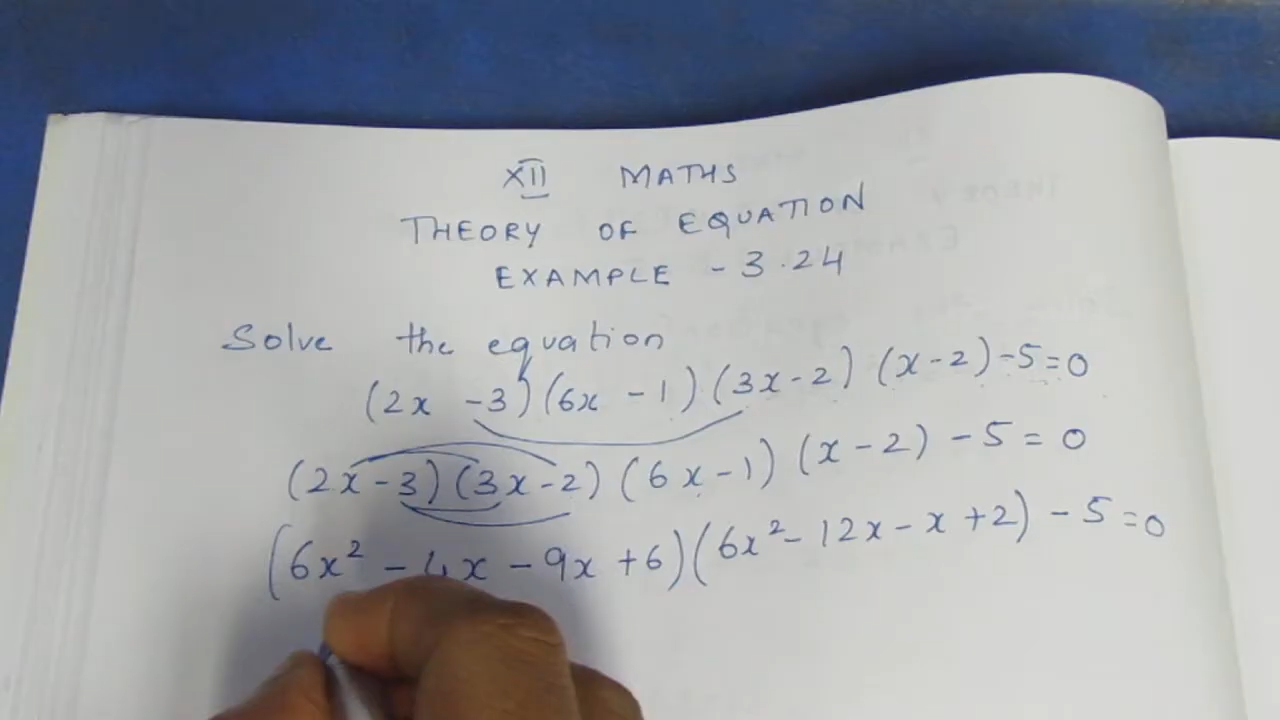 XII MATHS
THEORY OF EQUATION
EXAMPLE - 3.24
Solve the equation
(2x - 3)(6x - 1)(3x - 2)(x - 2) - 5 = 0
(2x - 3)(3x - 2)(6x - 1)(x - 2) - 5 = 0
(6x² - 4x - 9x + 6)(6x² - 12x - x + 2) - 5 = 0